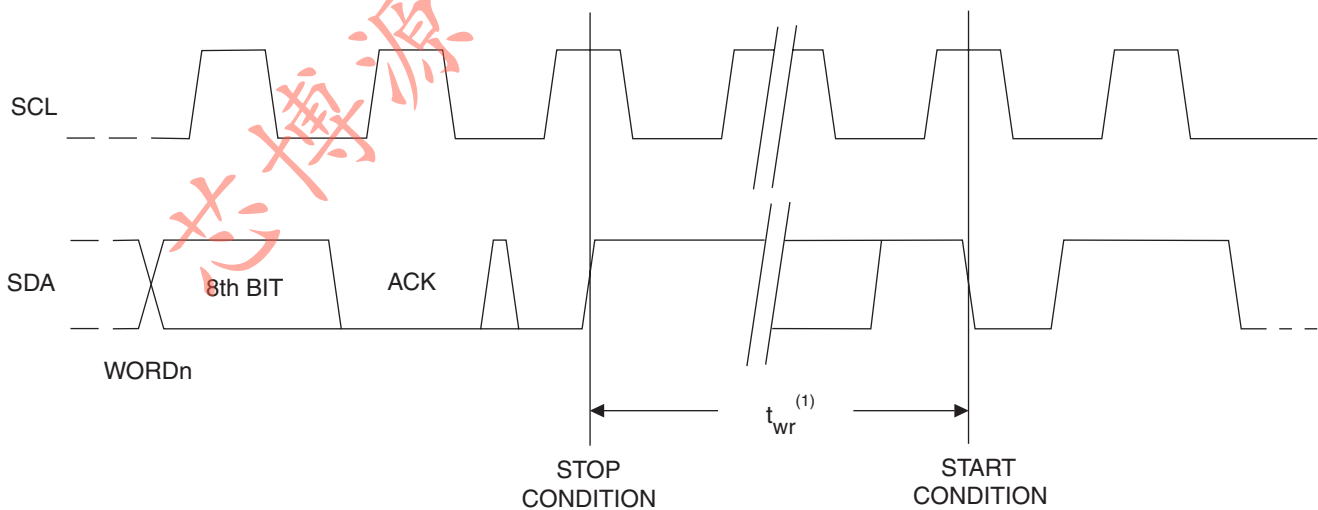 芯博源
SCL
SDA
8th BIT
ACK
WORDn
twr(1)
STOP
CONDITION
START
CONDITION